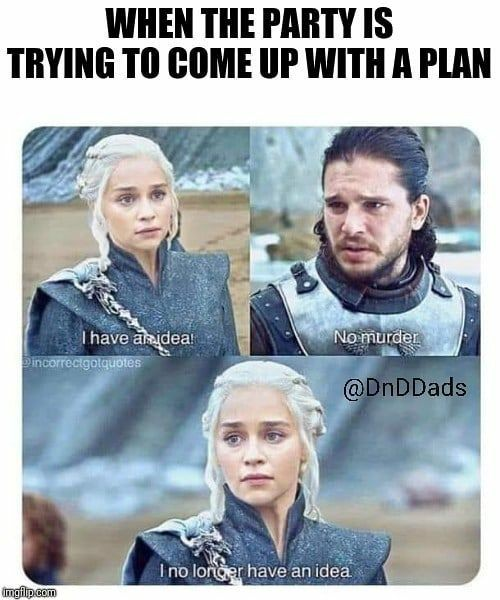 WHEN THE PARTY IS
TRYING TO COME UP WITH A PLAN
I have an idea!
No murder.
@incorrectgotquotes
@DnDDads
I no longer have an idea.
imgflip.com